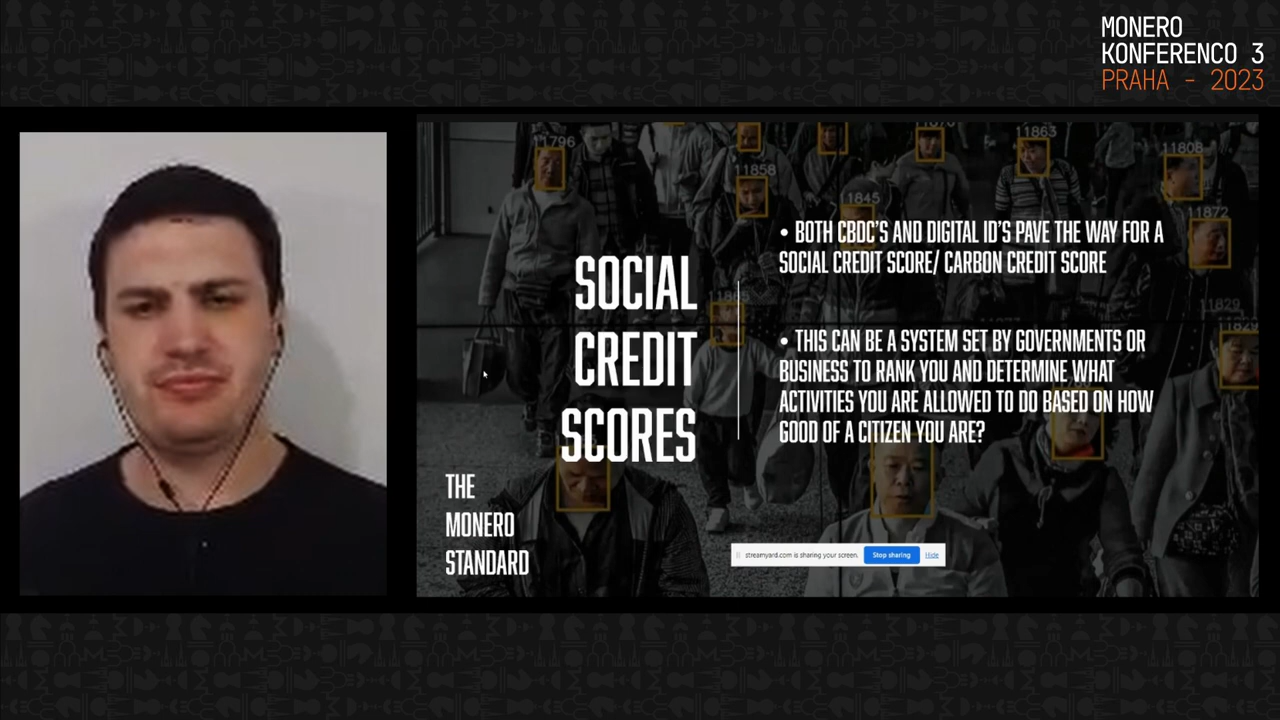 MONERO
KONFERENCO 3
PRAHA - 2023
11796
11863
11808
11858
1845
11872
1865
11829
SOCIAL
CREDIT
SCORES
THE
MONERO
STANDARD
• BOTH CBDC'S AND DIGITAL ID'S PAVE THE WAY FOR A
SOCIAL CREDIT SCORE/ CARBON CREDIT SCORE
• THIS CAN BE A SYSTEM SET BY GOVERNMENTS OR
BUSINESS TO RANK YOU AND DETERMINE WHAT
ACTIVITIES YOU ARE ALLOWED TO DO BASED ON HOW
GOOD OF A CITIZEN YOU ARE?
streamyard.com is sharing your screen.
Stop sharing
Hide